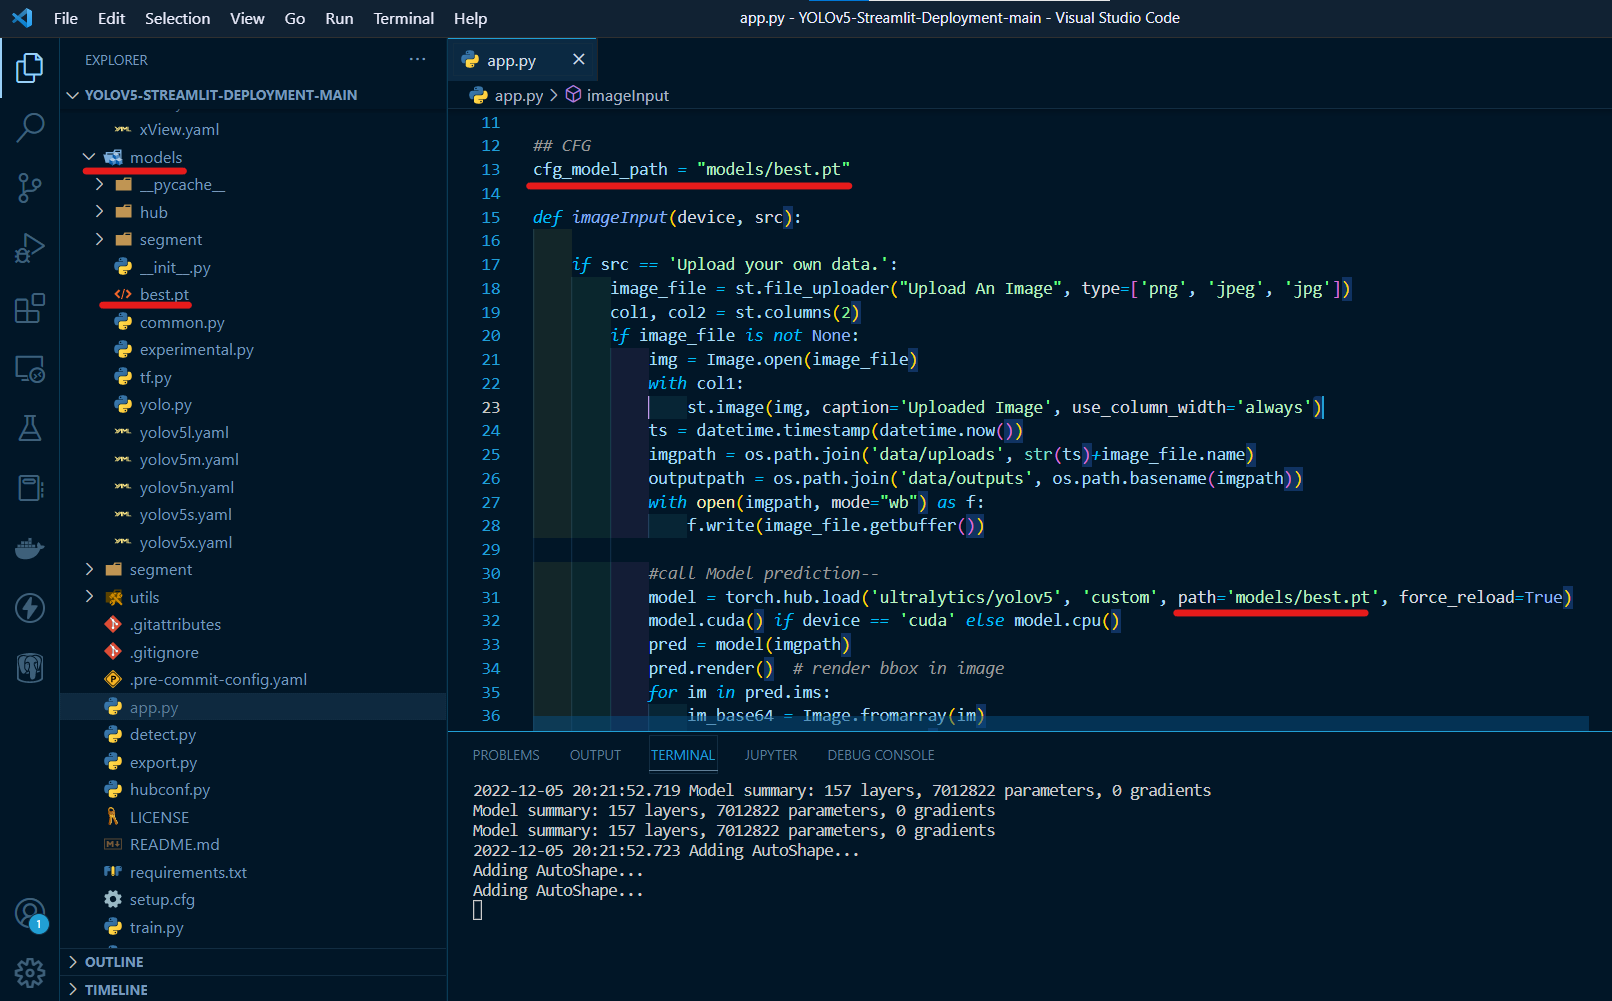 File Edit Selection View Go Run Terminal Help
app.py - YOLOv5-Streamlit-Deployment-main - Visual Studio Code
EXPLORER
YOLOV5-STREAMLIT-DEPLOYMENT-MAIN
xView.yaml
models
__pycache__
hub
segment
__init__.py
best.pt
common.py
experimental.py
tf.py
yolo.py
yolov5l.yaml
yolov5m.yaml
yolov5n.yaml
yolov5s.yaml
yolov5x.yaml
segment
utils
.gitattributes
.gitignore
.pre-commit-config.yaml
app.py
detect.py
export.py
hubconf.py
LICENSE
README.md
requirements.txt
setup.cfg
train.py
OUTLINE
TIMELINE
1
app.py
app.py > imageInput
11
12 ## CFG
13 cfg_model_path = "models/best.pt"
14
15 def imageInput(device, src):
16
17 if src == 'Upload your own data.':
18 image_file = st.file_uploader("Upload An Image", type=['png', 'jpeg', 'jpg'])
19 col1, col2 = st.columns(2)
20 if image_file is not None:
21 img = Image.open(image_file)
22 with col1:
23 st.image(img, caption='Uploaded Image', use_column_width='always')
24 ts = datetime.timestamp(datetime.now())
25 imgpath = os.path.join('data/uploads', str(ts)+image_file.name)
26 outputpath = os.path.join('data/outputs', os.path.basename(imgpath))
27 with open(imgpath, mode="wb") as f:
28 f.write(image_file.getbuffer())
29
30 #call Model prediction--
31 model = torch.hub.load('ultralytics/yolov5', 'custom', path='models/best.pt', force_reload=True)
32 model.cuda() if device == 'cuda' else model.cpu()
33 pred = model(imgpath)
34 pred.render() # render bbox in image
35 for im in pred.ims:
36 im_base64 = Image.fromarray(im)
PROBLEMS OUTPUT TERMINAL JUPYTER DEBUG CONSOLE
2022-12-05 20:21:52.719 Model summary: 157 layers, 7012822 parameters, 0 gradients
Model summary: 157 layers, 7012822 parameters, 0 gradients
Model summary: 157 layers, 7012822 parameters, 0 gradients
2022-12-05 20:21:52.723 Adding AutoShape...
Adding AutoShape...
Adding AutoShape...